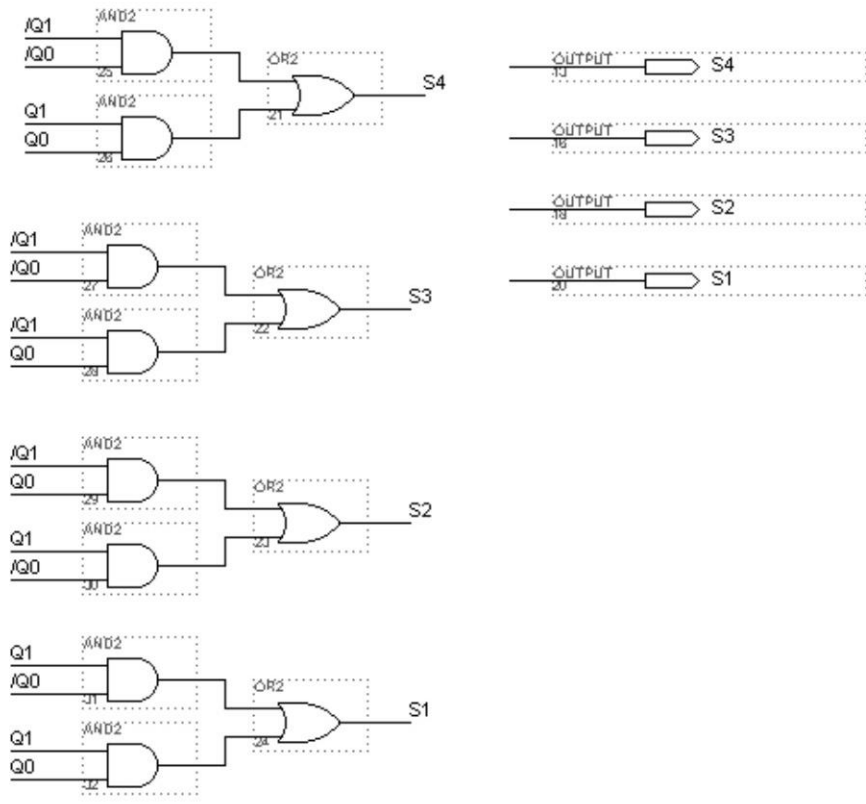 /Q1
/Q0
AND2
25
Q1
Q0
AND2
26
OR2
21
S4
/Q1
/Q0
AND2
27
/Q1
Q0
AND2
28
OR2
22
S3
/Q1
Q0
AND2
29
Q1
/Q0
AND2
30
OR2
23
S2
Q1
/Q0
AND2
31
Q1
Q0
AND2
32
OR2
24
S1
OUTPUT
S4
OUTPUT
16
S3
OUTPUT
18
S2
OUTPUT
20
S1